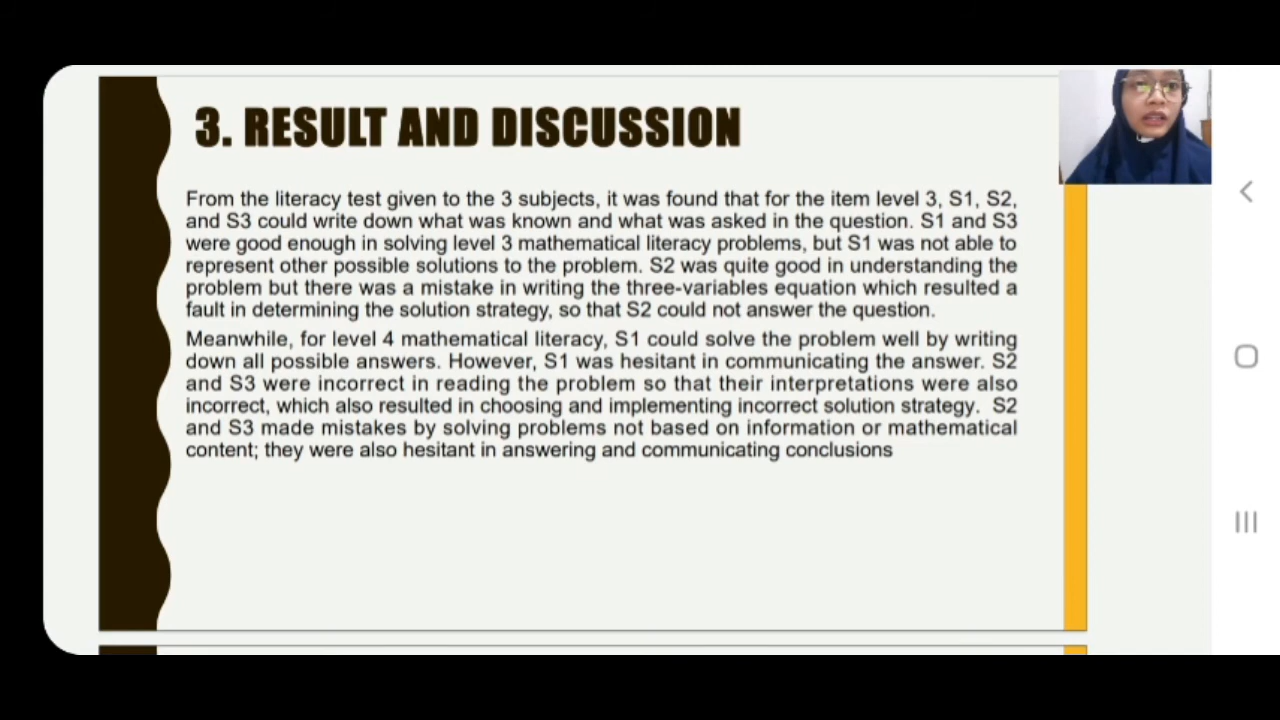 3. RESULT AND DISCUSSION
From the literacy test given to the 3 subjects, it was found that for the item level 3, S1, S2,
and S3 could write down what was known and what was asked in the question. S1 and S3
were good enough in solving level 3 mathematical literacy problems, but S1 was not able to
represent other possible solutions to the problem. S2 was quite good in understanding the
problem but there was a mistake in writing the three-variables equation which resulted a
fault in determining the solution strategy, so that S2 could not answer the question.
Meanwhile, for level 4 mathematical literacy, S1 could solve the problem well by writing
down all possible answers. However, S1 was hesitant in communicating the answer. S2
and S3 were incorrect in reading the problem so that their interpretations were also
incorrect, which also resulted in choosing and implementing incorrect solution strategy. S2
and S3 made mistakes by solving problems not based on information or mathematical
content; they were also hesitant in answering and communicating conclusions